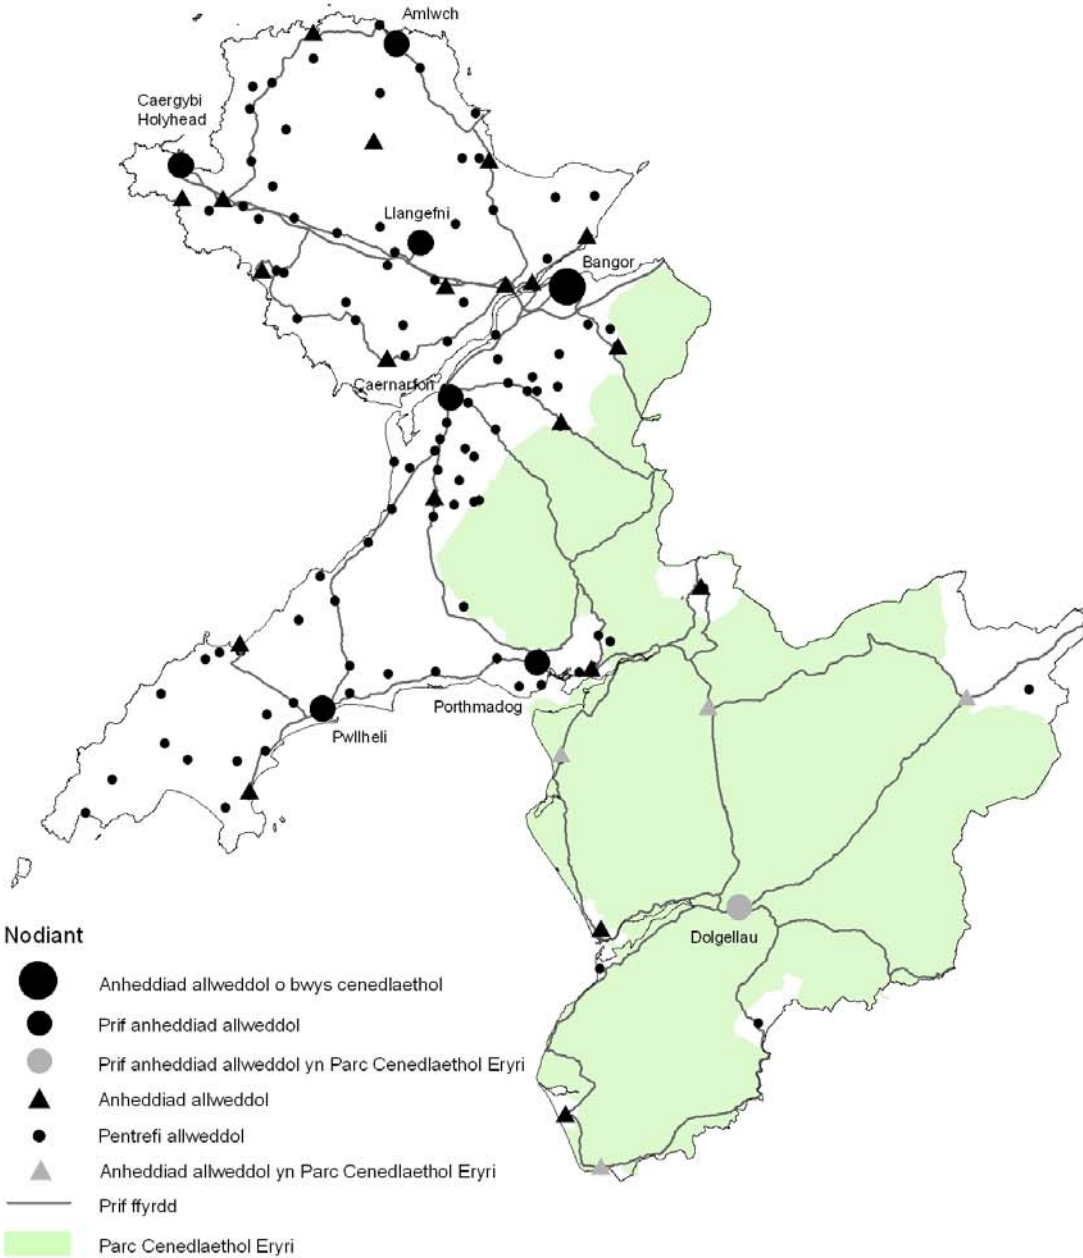 Amlwch
Caergybi
Holyhead
Llangefni
Bangor
Caernarfon
Porthmadog
Pwllheli
Dolgellau
Nodiant
Anheddiad allweddol o bwys cenedlaethol
Prif anheddiad allweddol
Prif anheddiad allweddol yn Parc Cenedlaethol Eryri
Anheddiad allweddol
Pentrefi allweddol
Anheddiad allweddol yn Parc Cenedlaethol Eryri
Prif ffyrdd
Parc Cenedlaethol Eryri